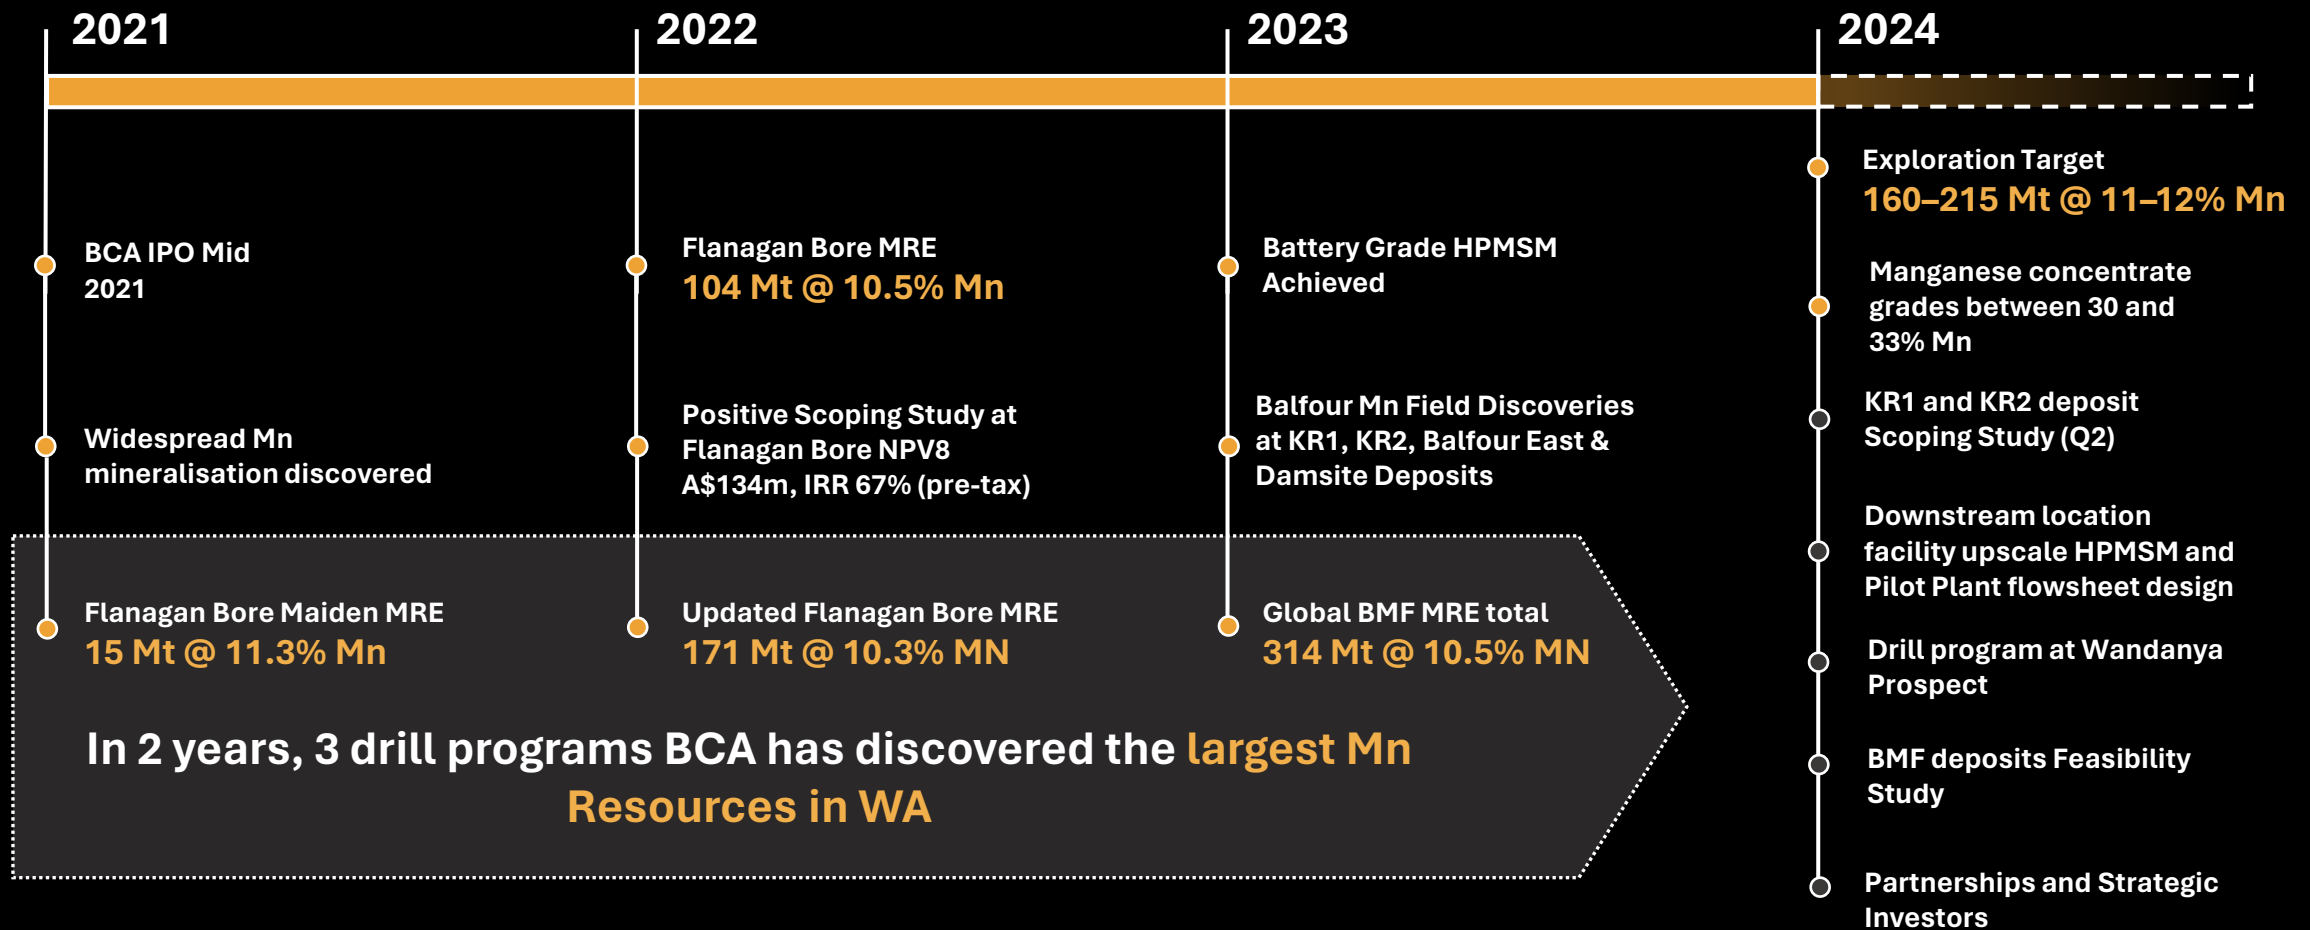 2021
BCA IPO Mid
2021
Widespread Mn
mineralisation discovered
Flanagan Bore Maiden MRE
15 Mt @ 11.3% Mn
2022
Flanagan Bore MRE
104 Mt @ 10.5% Mn
Positive Scoping Study at
Flanagan Bore NPV8
A$134m, IRR 67% (pre-tax)
Updated Flanagan Bore MRE
171 Mt @ 10.3% MN
2023
Battery Grade HPMSM
Achieved
Balfour Mn Field Discoveries
at KR1, KR2, Balfour East &
Damsite Deposits
Global BMF MRE total
314 Mt @ 10.5% MN
In 2 years, 3 drill programs BCA has discovered the largest Mn
Resources in WA
2024
Exploration Target
160–215 Mt @ 11–12% Mn
Manganese concentrate
grades between 30 and
33% Mn
KR1 and KR2 deposit
Scoping Study (Q2)
Downstream location
facility upscale HPMSM and
Pilot Plant flowsheet design
Drill program at Wandanya
Prospect
BMF deposits Feasibility
Study
Partnerships and Strategic
Investors